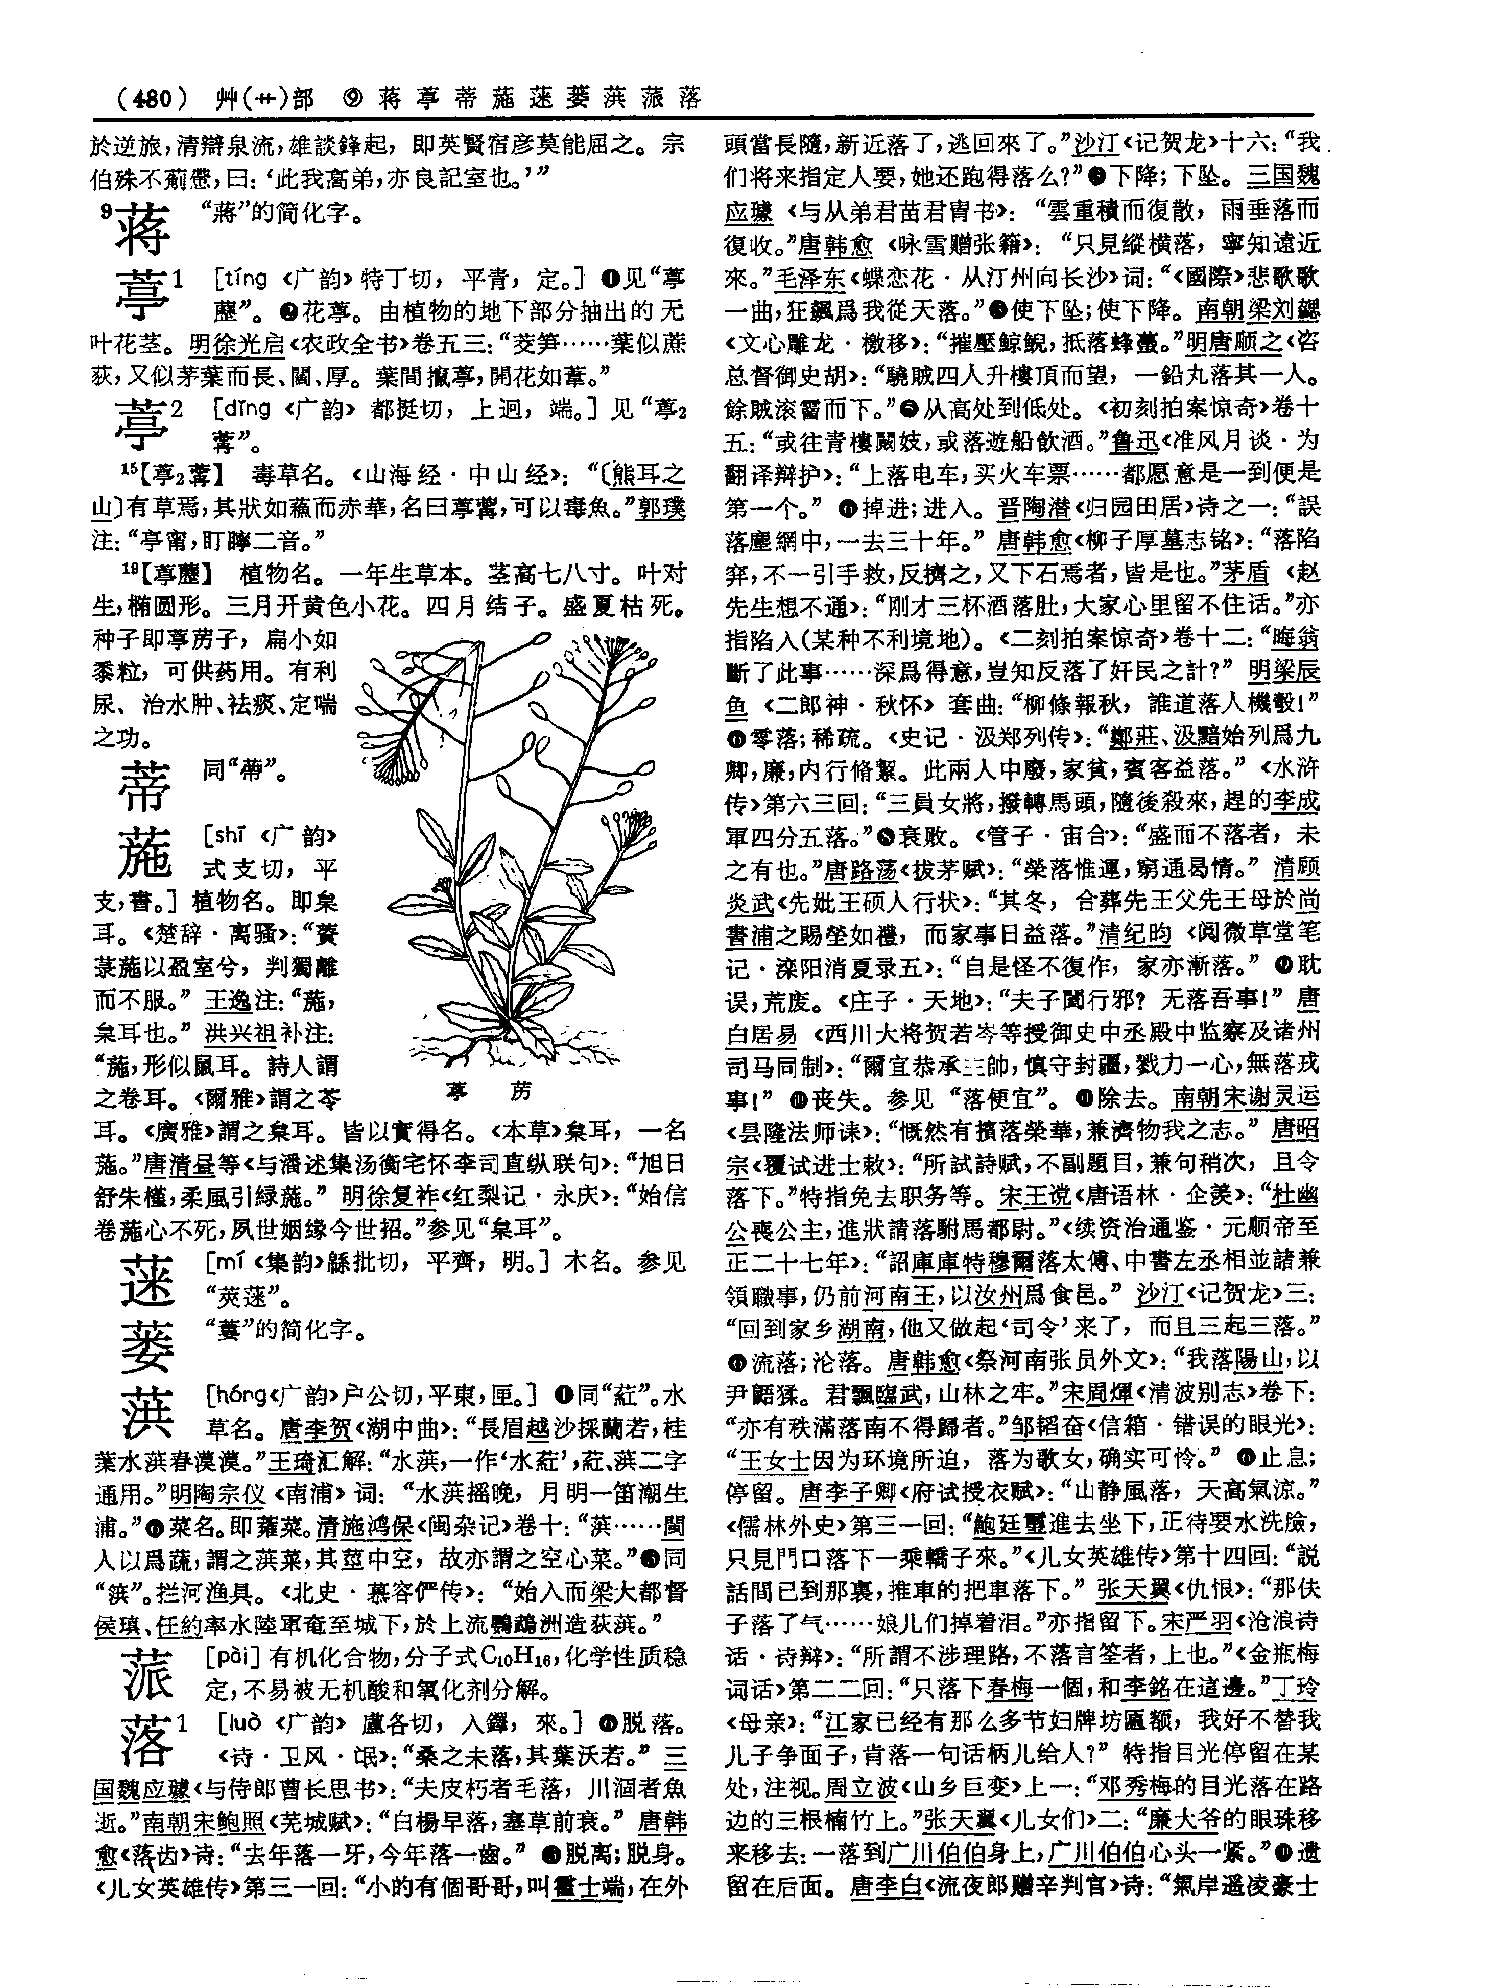 (480) 艸(艹)部 ⑨ 蒋葶蒂葹蒾蒌葓蒎落
於逆旅,清辯泉流,雄談鋒起,即英賢宿彦莫能屈之。宗
伯殊不蔪懘,曰:‘此我高弟,亦良記室也。’”
9蒋 “蔣”的简化字。
葶1 [tíng《广韵》特丁切,平青,定。] ❶见“葶
藶”。❷花葶。由植物的地下部分抽出的无
叶花茎。明徐光启《农政全书》卷五三:“茭笋……葉似蔗
荻,又似茅葉而長、闊、厚。葉間攛葶,開花如葦。”
葶2 [dǐng《广韵》都挺切,上迥,端。] 见“葶2
薴”。
15【葶2薴】 毒草名。《山海经·中山经》:“〔熊耳之
山〕有草焉,其狀如蘇而赤華,名曰葶薴,可以毒魚。”郭璞
注:“亭甯,盯聹二音。”
19【葶藶】 植物名。一年生草本。茎高七八寸。叶对
生,椭圆形。三月开黄色小花。四月结子。盛夏枯死。
种子即葶苈子,扁小如
黍粒,可供药用。有利
尿、治水肿、祛痰、定喘
之功。
蒂 同“蔕”。
葹 [shī《广韵》
式支切,平
支,書。] 植物名。即枲
耳。《楚辞·离骚》:“薋
菉葹以盈室兮,判獨離
而不服。”王逸注:“葹,
枲耳也。”洪兴祖补注:
“葹,形似鼠耳。詩人謂
之卷耳。《爾雅》謂之苓
葶苈
耳。《廣雅》謂之枲耳。皆以實得名。《本草》枲耳,一名
葹。”唐清昼等《与潘述集汤衡宅怀李司直纵联句》:“旭日
舒朱槿,柔風引緑葹。”明徐复祚《红梨记·永庆》:“始信
卷葹心不死,夙世姻緣今世招。”参见“枲耳”。
蒾 [mí《集韵》緜批切,平齊,明。] 木名。参见
“莢蒾”。
蒌 “蔞”的简化字。
葓 [hóng《广韵》户公切,平東,匣。] ❶同“葒”。水
草名。唐李贺《湖中曲》:“長眉越沙採蘭若,桂
葉水葓春漠漠。”王琦汇解:“水葓,一作‘水葒’,葒、葓二字
通用。”明陶宗仪《南浦》词:“水葓摇晚,月明一笛潮生
浦。”❷菜名。即蕹菜。清施鸿保《闽杂记》卷十:“葓……閩
人以爲蔬,謂之葓菜,其莖中空,故亦謂之空心菜。”❸同
“篊”。拦河渔具。《北史·慕容俨传》:“始入而梁大都督
侯瑱、任約率水陸軍奄至城下,於上流鸚鵡洲造荻葓。”
蒎 [pài] 有机化合物,分子式C₁₀H₁₈,化学性质稳
定,不易被无机酸和氧化剂分解。
落1 [luò《广韵》盧各切,入鐸,來。] ❶脱落。
《诗·卫风·氓》:“桑之未落,其葉沃若。”三
国魏应璩《与侍郎曹长思书》:“夫皮朽者毛落,川涸者魚
逝。”南朝宋鲍照《芜城赋》:“白楊早落,塞草前衰。”唐韩
愈《落齿》诗:“去年落一牙,今年落一齒。”❷脱离;脱身。
《儿女英雄传》第三一回:“小的有個哥哥,叫霍士端,在外
頭當長隨,新近落了,逃回來了。”沙汀《记贺龙》十六:“我
们将来指定人要,她还跑得落么?”❸下降;下坠。三国魏
应璩《与从弟君苗君胄书》:“雲重積而復散,雨垂落而
復收。”唐韩愈《咏雪赠张籍》:“只見縱横落,寧知遠近
來。”毛泽东《蝶恋花·从汀州向长沙》词:“《國際》悲歌歌
一曲,狂飆爲我從天落。”❹使下坠;使下降。南朝梁刘勰
《文心雕龙·檄移》:“摧壓鯨鯢,抵落蜂蠆。”明唐顺之《咨
总督御史胡》:“驍賊四人升樓頂而望,一鉛丸落其一人。
餘賊滚霤而下。”❺从高处到低处。《初刻拍案惊奇》卷十
五:“或往青樓闞妓,或落遊船飲酒。”鲁迅《准风月谈·为
翻译辩护》:“上落电车,买火车票……都愿意是一到便是
第一个。” ❻掉进;进入。晋陶潜《归园田居》诗之一:“誤
落塵網中,一去三十年。”唐韩愈《柳子厚墓志铭》:“落陷
穽,不一引手救,反擠之,又下石焉者,皆是也。”茅盾《赵
先生想不通》:“刚才三杯酒落肚,大家心里留不住话。”亦
指陷入(某种不利境地)。《二刻拍案惊奇》卷十二:“晦翁
斷了此事……深爲得意,豈知反落了奸民之計?”明梁辰
鱼《二郎神·秋怀》套曲:“柳條報秋,誰道落人機彀!”
❼零落;稀疏。《史记·汲郑列传》:“鄭莊、汲黯始列爲九
卿,廉,内行脩絜。此兩人中廢,家貧,賓客益落。”《水浒
传》第六三回:“三員女將,撥轉馬頭,隨後殺來,趕的李成
軍四分五落。”❽衰败。《管子·宙合》:“盛而不落者,未
之有也。”唐路荡《拔茅赋》:“榮落惟運,窮通曷情。”清顾
炎武《先妣王硕人行状》:“其冬,合葬先王父先王母於尚
書浦之賜塋如禮,而家事日益落。”清纪昀《阅微草堂笔
记·滦阳消夏录五》:“自是怪不復作,家亦漸落。” ❾耽
误,荒废。《庄子·天地》:“夫子闔行邪?无落吾事!”唐
白居易《西川大将贺若岑等授御史中丞殿中监察及诸州
司马同制》:“爾宜恭承主帥,慎守封疆,戮力一心,無落戎
事!” ❿丧失。参见“落便宜”。⓫除去。南朝宋谢灵运
《昙隆法师诔》:“慨然有擯落榮華,兼濟物我之志。”唐昭
宗《覆试进士敕》:“所試詩賦,不副題目,兼句稍次,且令
落下。”特指免去职务等。宋王谠《唐语林·企羡》:“杜豳
公喪公主,進狀請落駙馬都尉。”《续资治通鉴·元顺帝至
正二十七年》:“詔庫庫特穆爾落太傅、中書左丞相並諸兼
領職事,仍前河南王,以汝州爲食邑。”沙汀《记贺龙》三:
“回到家乡湖南,他又做起‘司令’来了,而且三起三落。”
⓬流落;沦落。唐韩愈《祭河南张员外文》:“我落陽山,以
尹鼯猱。君飄臨武,山林之牢。”宋周煇《清波别志》卷下:
“亦有秩滿落南不得歸者。”邹韬奋《信箱·错误的眼光》:
“王女士因为环境所迫,落为歌女,确实可怜。” ⓭止息;
停留。唐李子卿《府试授衣赋》:“山静風落,天高氣凉。”
《儒林外史》第三一回:“鮑廷璽進去坐下,正待要水洗臉,
只見門口落下一乘轎子來。”《儿女英雄传》第十四回:“説
話間已到那裏,推車的把車落下。”张天翼《仇恨》:“那伕
子落了气……娘儿们掉着泪。”亦指留下。宋严羽《沧浪诗
话·诗辩》:“所謂不涉理路,不落言筌者,上也。”《金瓶梅
词话》第二二回:“只落下春梅一個,和李銘在這邊。”丁玲
《母亲》:“江家已经有那么多节妇牌坊匾额,我好不替我
儿子争面子,肯落一句话柄儿给人?”特指目光停留在某
处,注视。周立波《山乡巨变》上一:“邓秀梅的目光落在路
边的三根楠竹上。”张天翼《儿女们》二:“廉大爷的眼珠移
来移去:一落到广川伯伯身上,广川伯伯心头一紧。”⓮遗
留在后面。唐李白《流夜郎赠辛判官》诗:“氣岸遥凌豪士